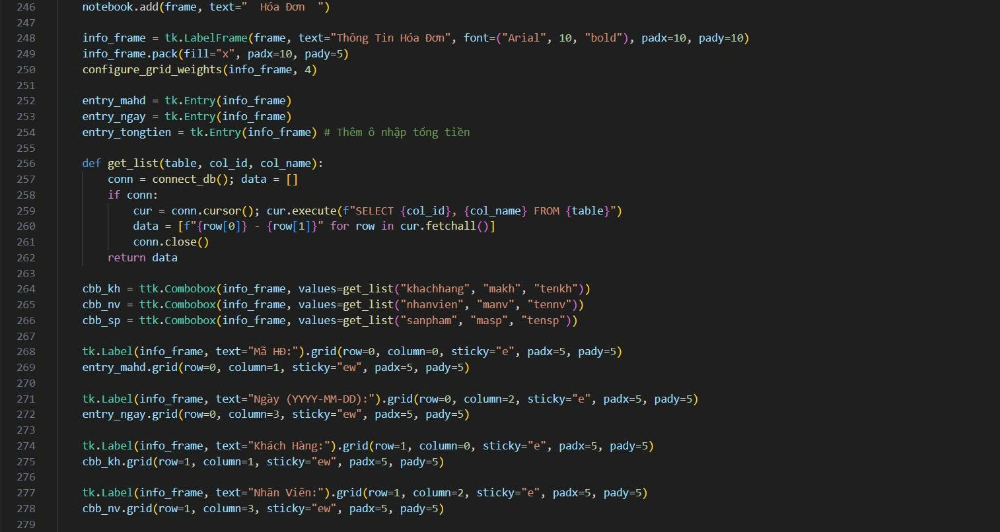 246 notebook.add(frame, text="  Hóa Đơn  ")
247
248 info_frame = tk.LabelFrame(frame, text="Thông Tin Hóa Đơn", font=("Arial", 10, "bold"), padx=10, pady=10)
249 info_frame.pack(fill="x", padx=10, pady=5)
250 configure_grid_weights(info_frame, 4)
251
252 entry_mahd = tk.Entry(info_frame)
253 entry_ngay = tk.Entry(info_frame)
254 entry_tongtien = tk.Entry(info_frame) # Thêm ô nhập tổng tiền
255
256 def get_list(table, col_id, col_name):
257     conn = connect_db(); data = []
258     if conn:
259         cur = conn.cursor(); cur.execute(f"SELECT {col_id}, {col_name} FROM {table}")
260         data = [f"{row[0]} - {row[1]}" for row in cur.fetchall()]
261         conn.close()
262     return data
263
264 cbb_kh = ttk.Combobox(info_frame, values=get_list("khachhang", "makh", "tenkh"))
265 cbb_nv = ttk.Combobox(info_frame, values=get_list("nhanvien", "manv", "tennv"))
266 cbb_sp = ttk.Combobox(info_frame, values=get_list("sanpham", "masp", "tensp"))
267
268 tk.Label(info_frame, text="Mã HĐ:").grid(row=0, column=0, sticky="e", padx=5, pady=5)
269 entry_mahd.grid(row=0, column=1, sticky="ew", padx=5, pady=5)
270
271 tk.Label(info_frame, text="Ngày (YYYY-MM-DD):").grid(row=0, column=2, sticky="e", padx=5, pady=5)
272 entry_ngay.grid(row=0, column=3, sticky="ew", padx=5, pady=5)
273
274 tk.Label(info_frame, text="Khách Hàng:").grid(row=1, column=0, sticky="e", padx=5, pady=5)
275 cbb_kh.grid(row=1, column=1, sticky="ew", padx=5, pady=5)
276
277 tk.Label(info_frame, text="Nhân Viên:").grid(row=1, column=2, sticky="e", padx=5, pady=5)
278 cbb_nv.grid(row=1, column=3, sticky="ew", padx=5, pady=5)
279